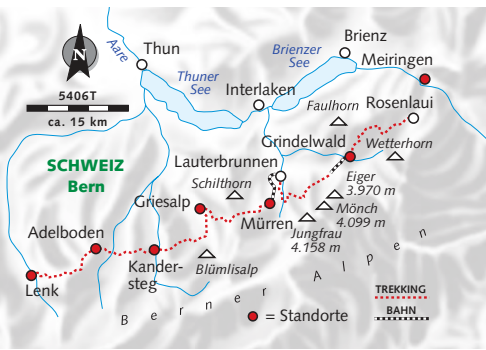 Brienz
Thun
Meiringen
Aare
N
Brienzer
See
Thuner
See
Interlaken
5406T
ca. 15 km
Faulhorn
Rosenlaui
Grindelwald
Wetterhorn
SCHWEIZ
Bern
Lauterbrunnen
Schilthorn
Eiger
3.970 m
Griesalp
Mönch
4.099 m
Mürren
Jungfrau
4.158 m
Adelboden
Kander-
steg
Blümlisalp
Lenk
Berner Alpen
TREKKING
BAHN
= Standorte